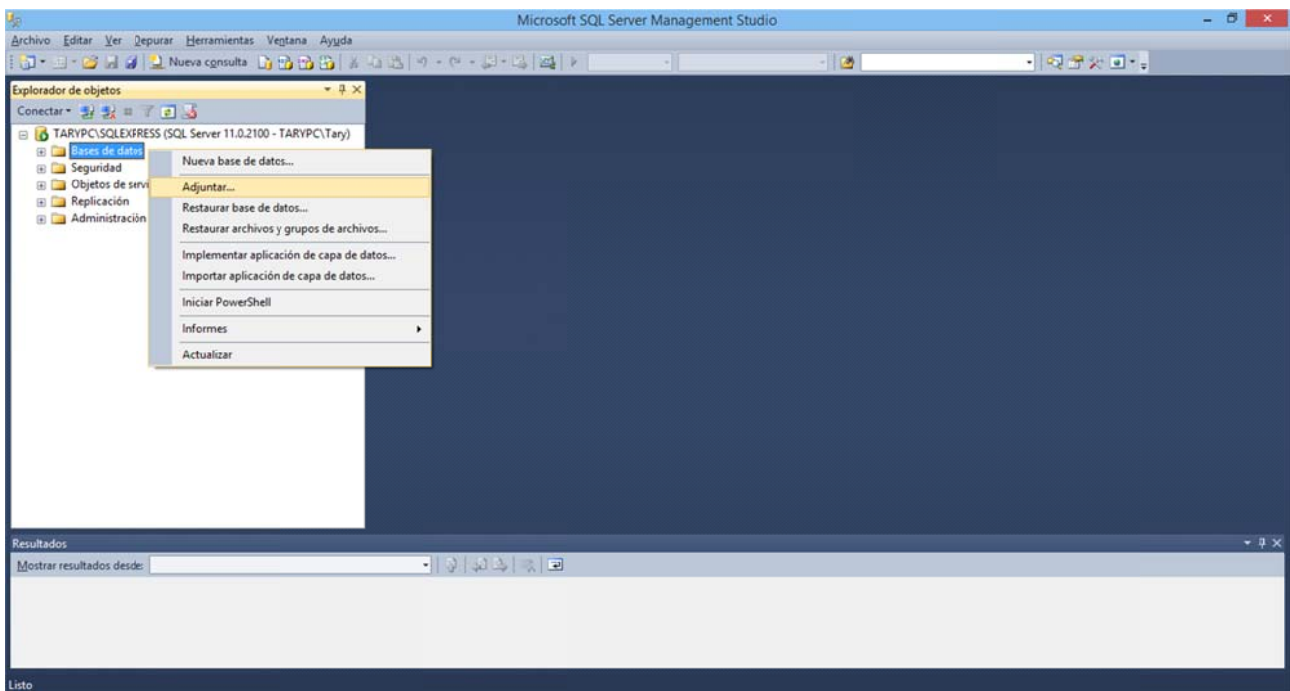 Microsoft SQL Server Management Studio
Archivo Editar Ver Depurar Herramientas Ventana Ayuda
Nueva consulta
Explorador de objetos
Conectar
TARYPC\SQLEXPRESS (SQL Server 11.0.2100 - TARYPC\Tary)
Bases de datos
Seguridad
Objetos de servi
Replicación
Administración
Nueva base de datos...
Adjuntar...
Restaurar base de datos...
Restaurar archivos y grupos de archivos...
Implementar aplicación de capa de datos...
Importar aplicación de capa de datos...
Iniciar PowerShell
Informes
Actualizar
Resultados
Mostrar resultados desde:
Listo